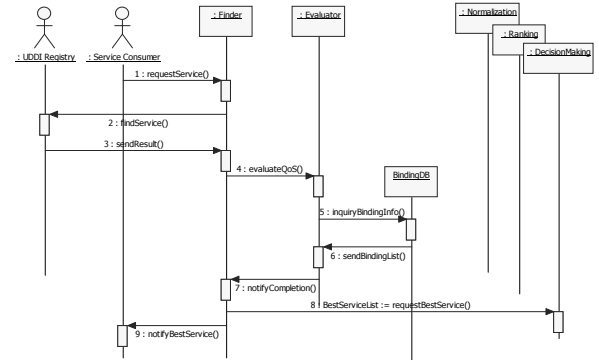 : Finder
: Evaluator
: Normalization
: Ranking
: DecisionMaking
: UDDI Registry
: Service Consumer
1 : requestService()
2 : findService()
3 : sendResult()
4 : evaluateQoS()
BindingDB
5 : inquiryBindingInfo()
6 : sendBindingList()
7 : notifyCompletion()
8 : BestServiceList := requestBestService()
9 : notifyBestService()